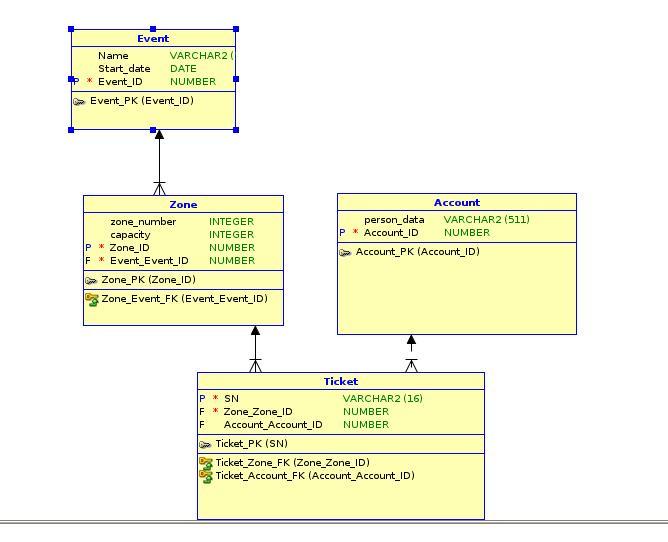 Event
Name VARCHAR2 (
Start_date DATE
P * Event_ID NUMBER
Event_PK (Event_ID)
Zone
zone_number INTEGER
capacity INTEGER
P * Zone_ID NUMBER
F * Event_Event_ID NUMBER
Zone_PK (Zone_ID)
Zone_Event_FK (Event_Event_ID)
Account
person_data VARCHAR2 (511)
P * Account_ID NUMBER
Account_PK (Account_ID)
Ticket
P * SN VARCHAR2 (16)
F * Zone_Zone_ID NUMBER
F Account_Account_ID NUMBER
Ticket_PK (SN)
Ticket_Zone_FK (Zone_Zone_ID)
Ticket_Account_FK (Account_Account_ID)